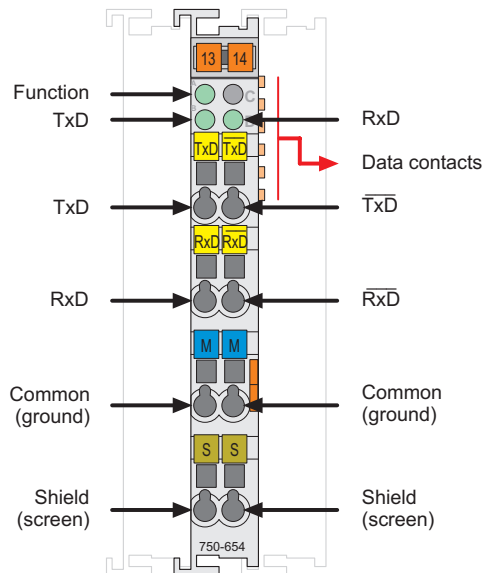 13 14
Function
A
C
TxD
B
RxD
TxD T̅x̅D̅
Data contacts
TxD
T̅x̅D̅
RxD R̅x̅D̅
RxD
R̅x̅D̅
M M
Common
(ground)
Common
(ground)
S S
Shield
(screen)
Shield
(screen)
750-654